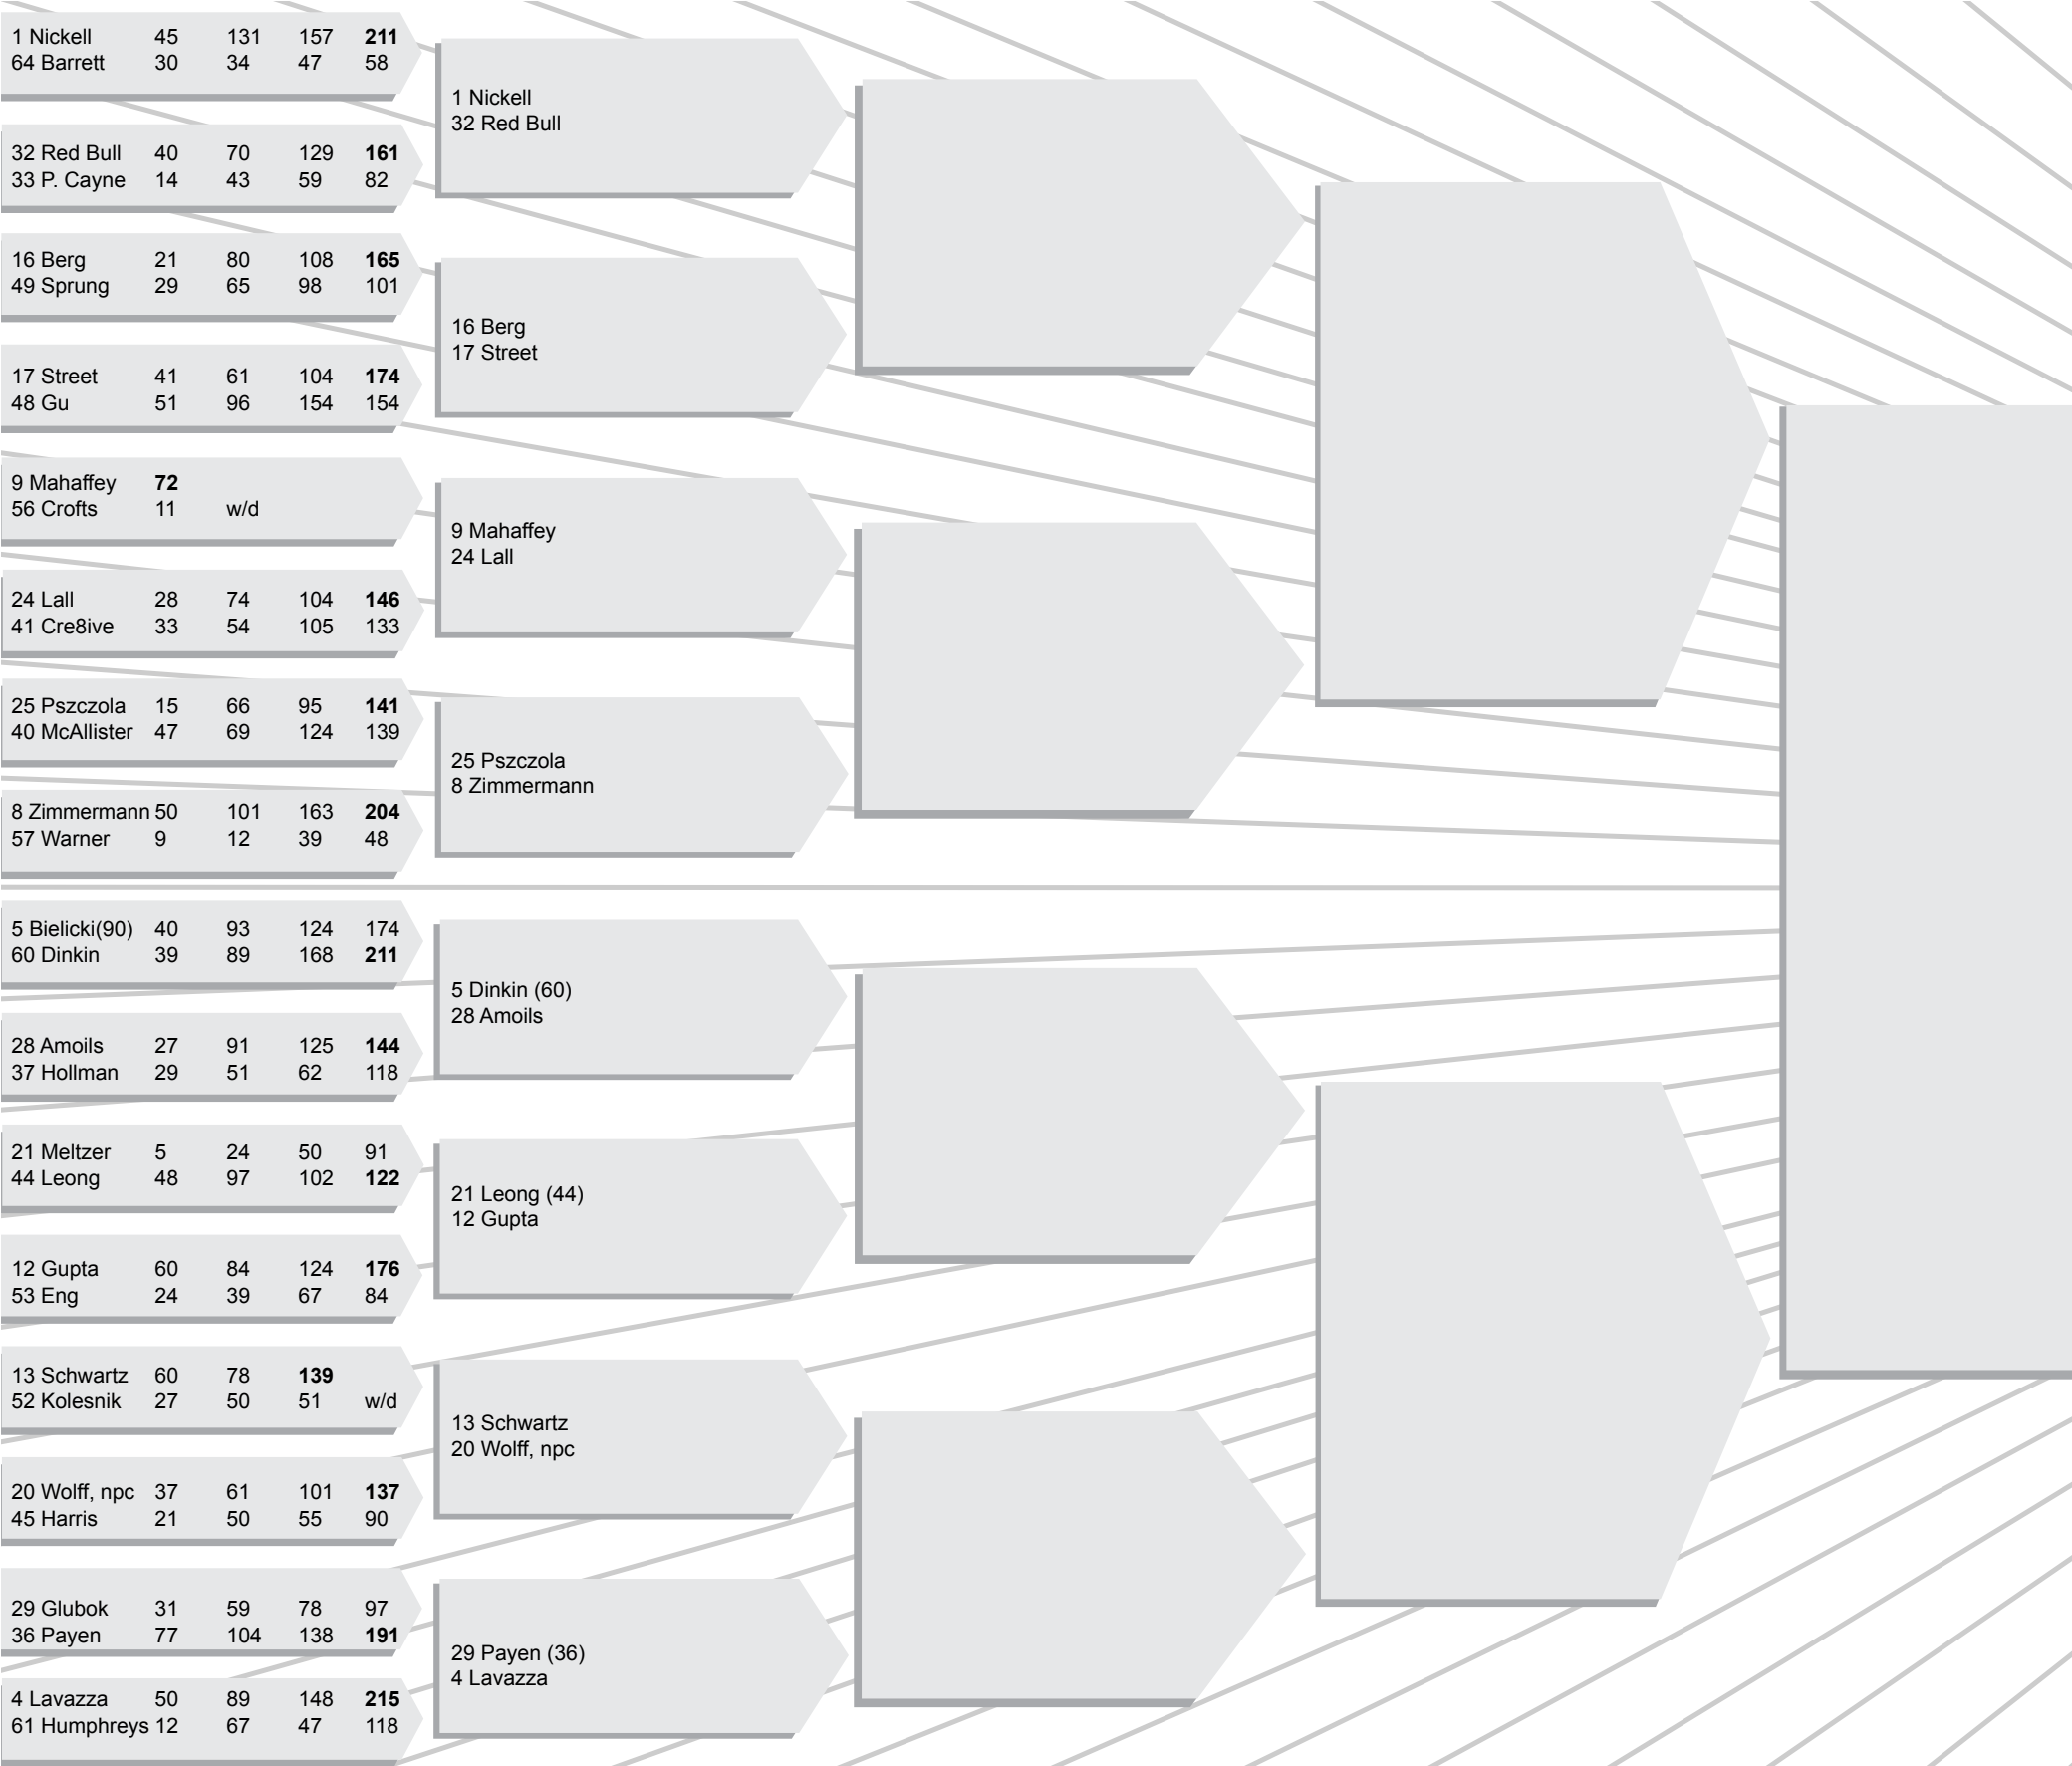 1 Nickell 45 131 157 211
64 Barrett 30 34 47 58
32 Red Bull 40 70 129 161
33 P. Cayne 14 43 59 82
16 Berg 21 80 108 165
49 Sprung 29 65 98 101
17 Street 41 61 104 174
48 Gu 51 96 154 154
9 Mahaffey 72
56 Crofts 11 w/d
24 Lall 28 74 104 146
41 Cre8ive 33 54 105 133
25 Pszczola 15 66 95 141
40 McAllister 47 69 124 139
8 Zimmermann 50 101 163 204
57 Warner 9 12 39 48
5 Bielicki(90) 40 93 124 174
60 Dinkin 39 89 168 211
28 Amoils 27 91 125 144
37 Hollman 29 51 62 118
21 Meltzer 5 24 50 91
44 Leong 48 97 102 122
12 Gupta 60 84 124 176
53 Eng 24 39 67 84
13 Schwartz 60 78 139
52 Kolesnik 27 50 51 w/d
20 Wolff, npc 37 61 101 137
45 Harris 21 50 55 90
29 Glubok 31 59 78 97
36 Payen 77 104 138 191
4 Lavazza 50 89 148 215
61 Humphreys 12 67 47 118
1 Nickell
32 Red Bull
16 Berg
17 Street
9 Mahaffey
24 Lall
25 Pszczola
8 Zimmermann
5 Dinkin (60)
28 Amoils
21 Leong (44)
12 Gupta
13 Schwartz
20 Wolff, npc
29 Payen (36)
4 Lavazza